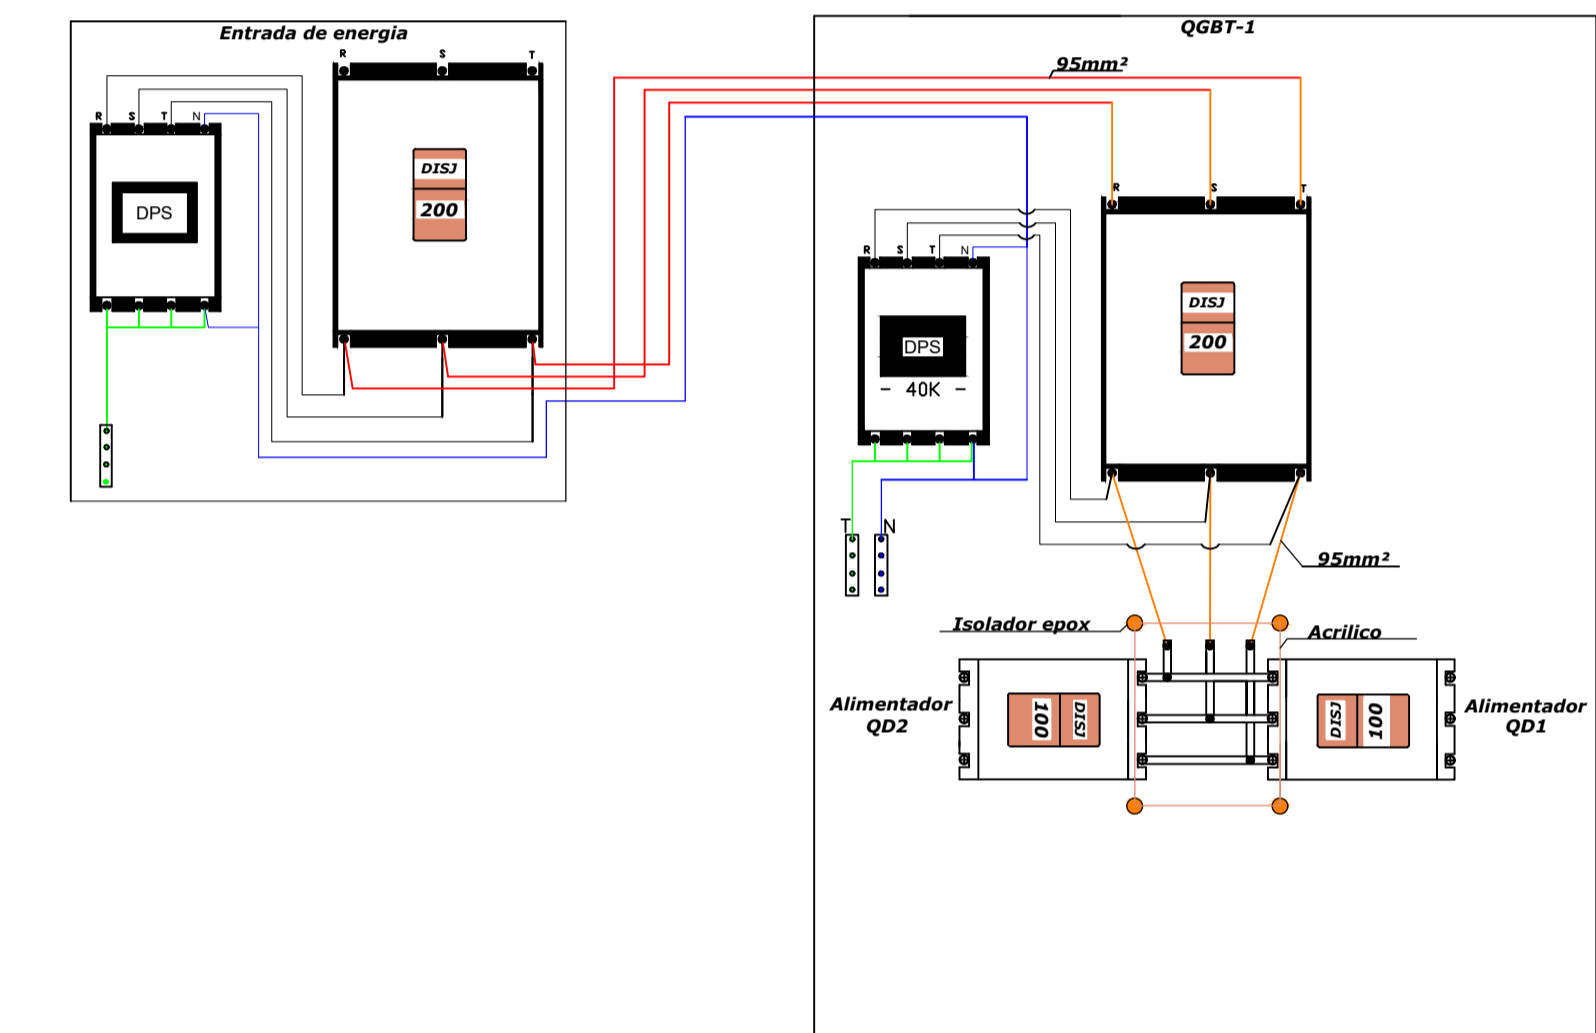 Entrada de energia
R S T
R S T N
DISJ
200
DPS
QGBT-1
95mm²
R S T
R S T N
DISJ
200
DPS
- 40K -
T N
95mm²
Isolador epox
Acrilico
Alimentador
QD2
100
DISJ
DISJ
100
Alimentador
QD1